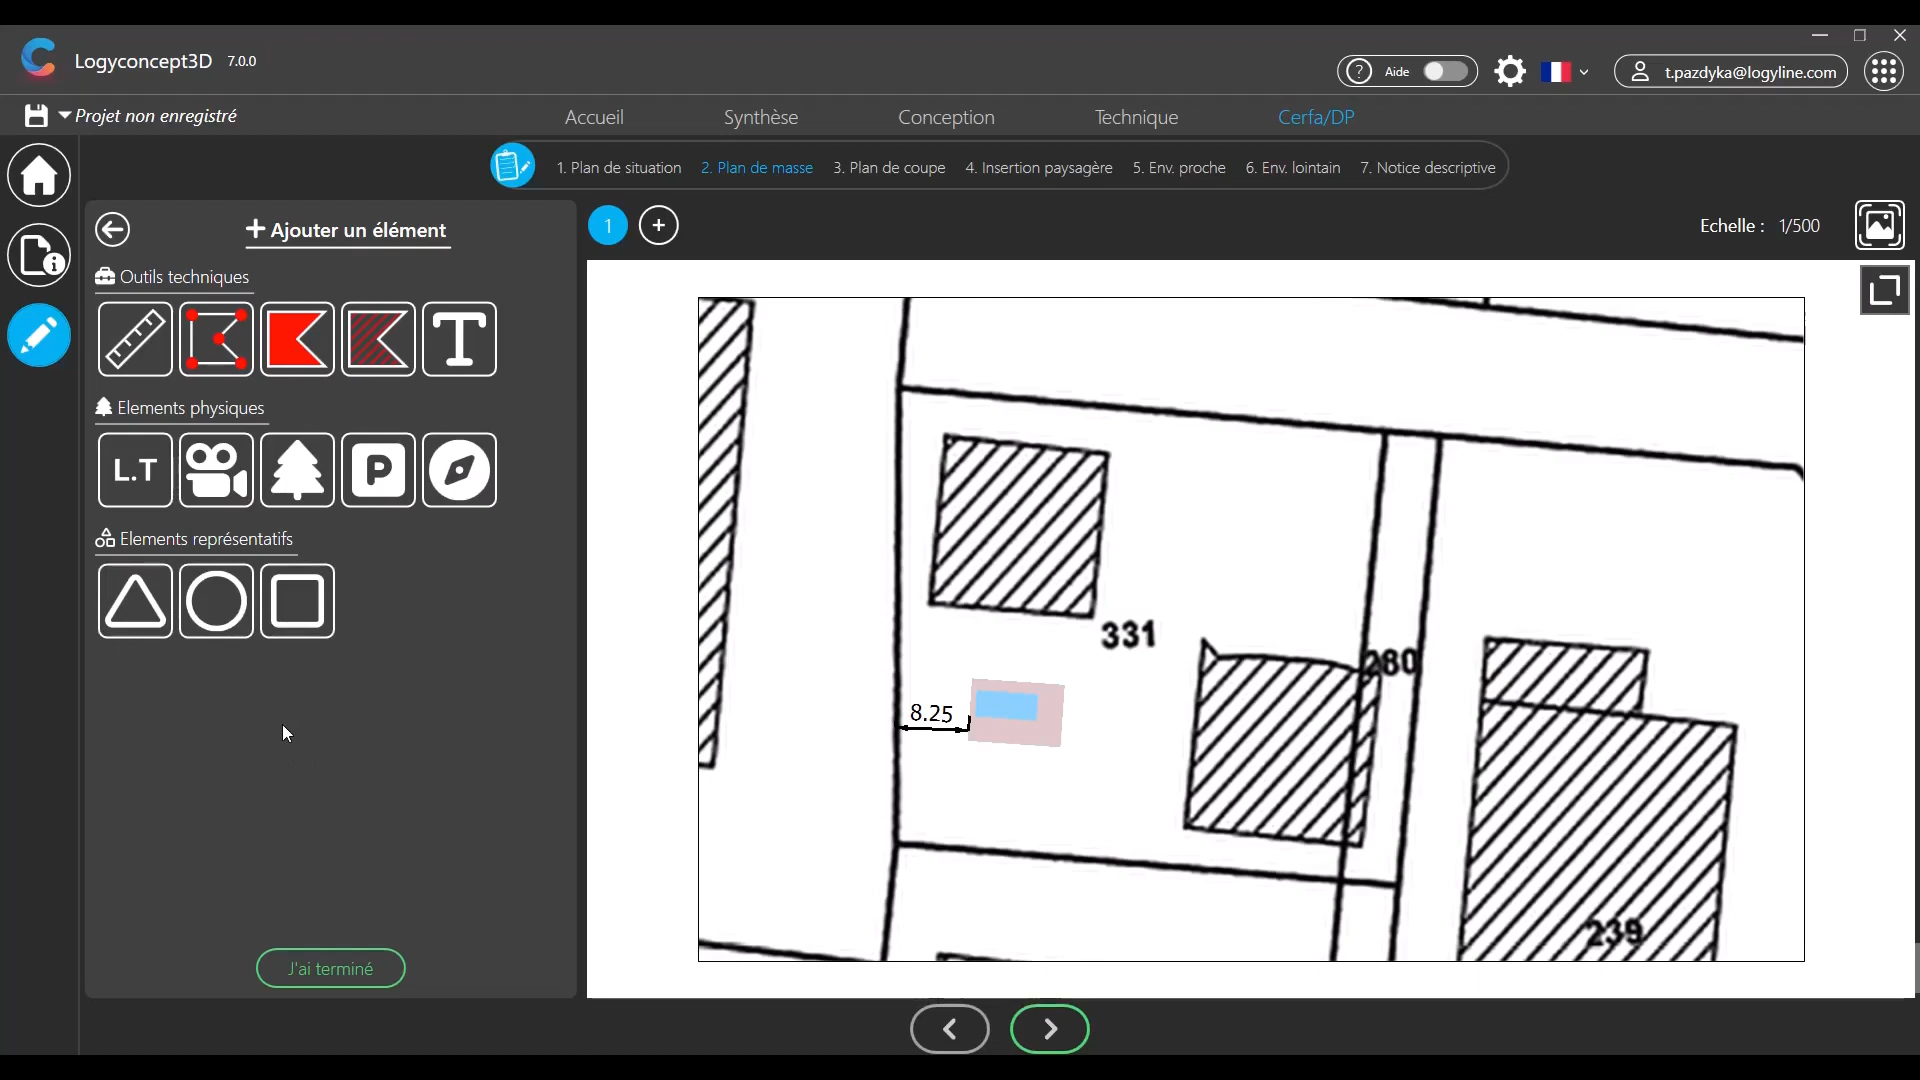 Logyconcept3D 7.0.0
? Aide
t.pazdyka@logyline.com
Projet non enregistré
Accueil
Synthèse
Conception
Technique
Cerfa/DP
1. Plan de situation
2. Plan de masse
3. Plan de coupe
4. Insertion paysagère
5. Env. proche
6. Env. lointain
7. Notice descriptive
Ajouter un élément
1
Echelle : 1/500
Outils techniques
T
Elements physiques
L.T
P
Elements représentatifs
331
280
8.25
239
J'ai terminé